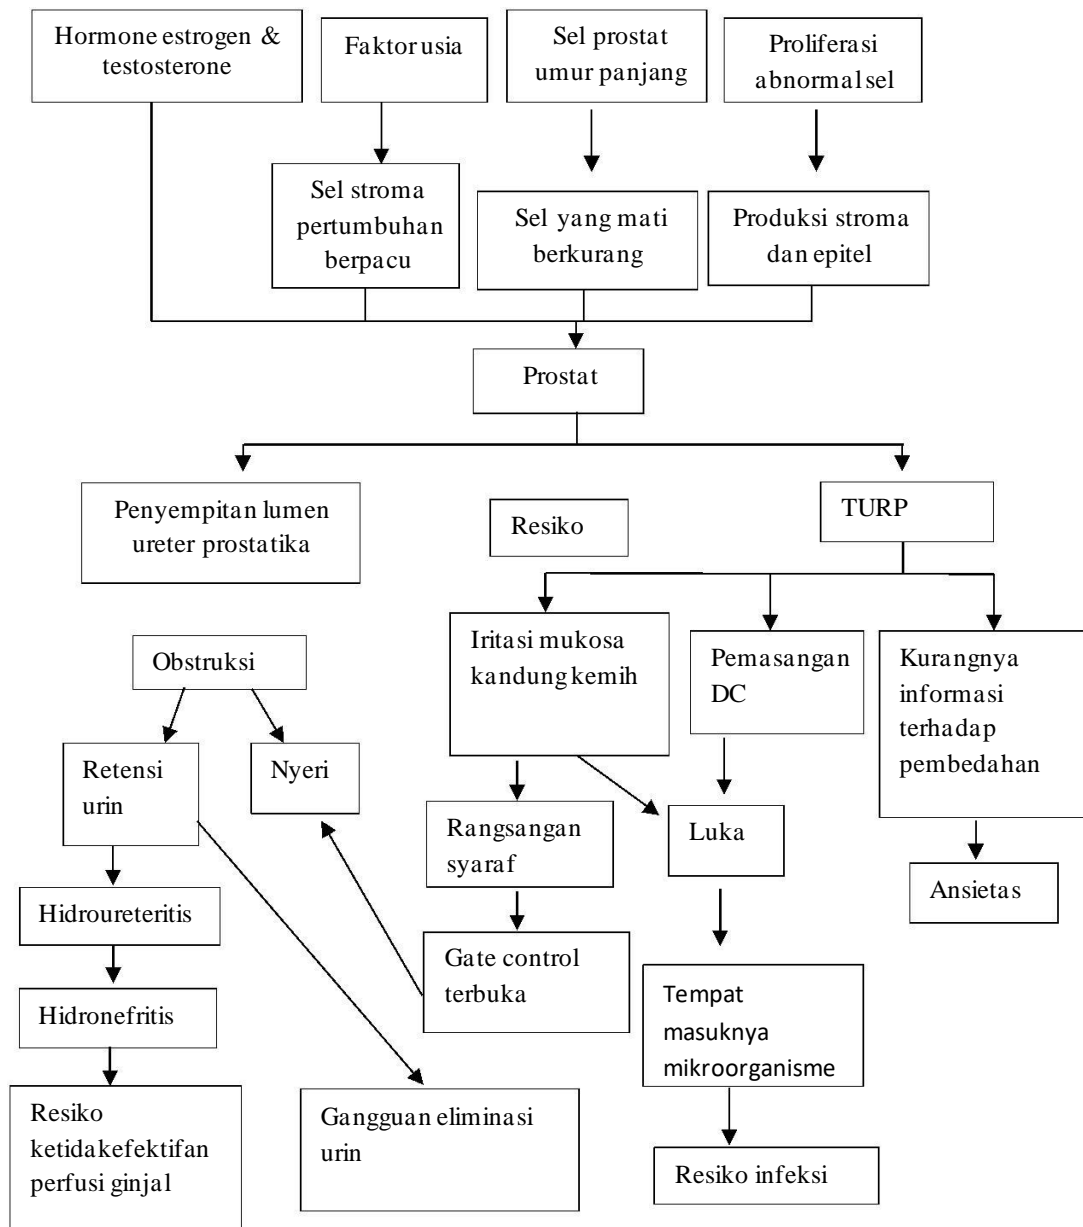 Hormone estrogen &
testosterone
Faktor usia
Sel prostat
umur panjang
Proliferasi
abnormal sel
Sel stroma
pertumbuhan
berpacu
Sel yang mati
berkurang
Produksi stroma
dan epitel
Prostat
Penyempitan lumen
ureter prostatika
Resiko
TURP
Obstruksi
Iritasi mukosa
kandung kemih
Pemasangan
DC
Kurangnya
informasi
terhadap
pembedahan
Retensi
urin
Nyeri
Rangsangan
syaraf
Luka
Ansietas
Hidroureteritis
Gate control
terbuka
Tempat
masuknya
mikroorganisme
Hidronefritis
Resiko
ketidakefektifan
perfusi ginjal
Gangguan eliminasi
urin
Resiko infeksi